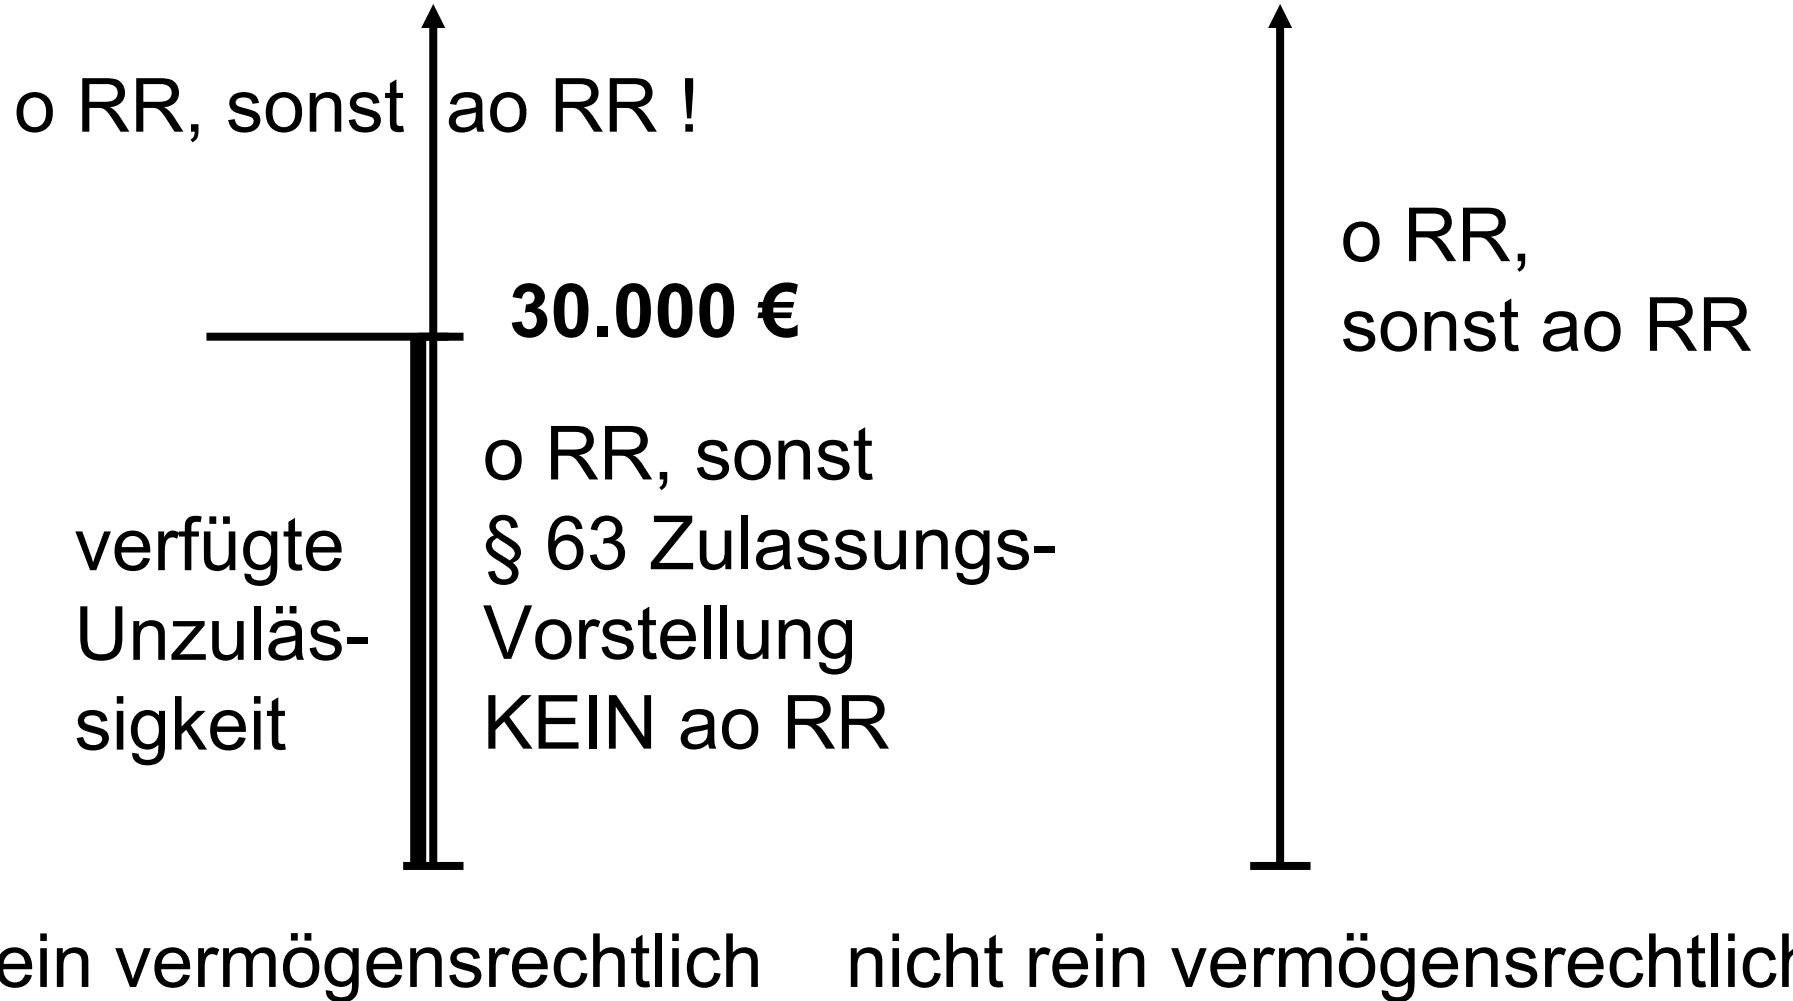 o RR, sonst ao RR !
30.000 €
verfügte
Unzuläs-
sigkeit
o RR, sonst
§ 63 Zulassungs-
Vorstellung
KEIN ao RR
o RR,
sonst ao RR
ein vermögensrechtlich
nicht rein vermögensrechtlich